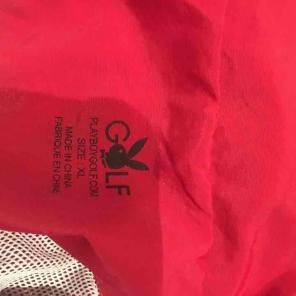 GOLF
PLAYBOYGOLF.COM
SIZE: XL
MADE IN CHINA
FABRIQUE EN CHINE